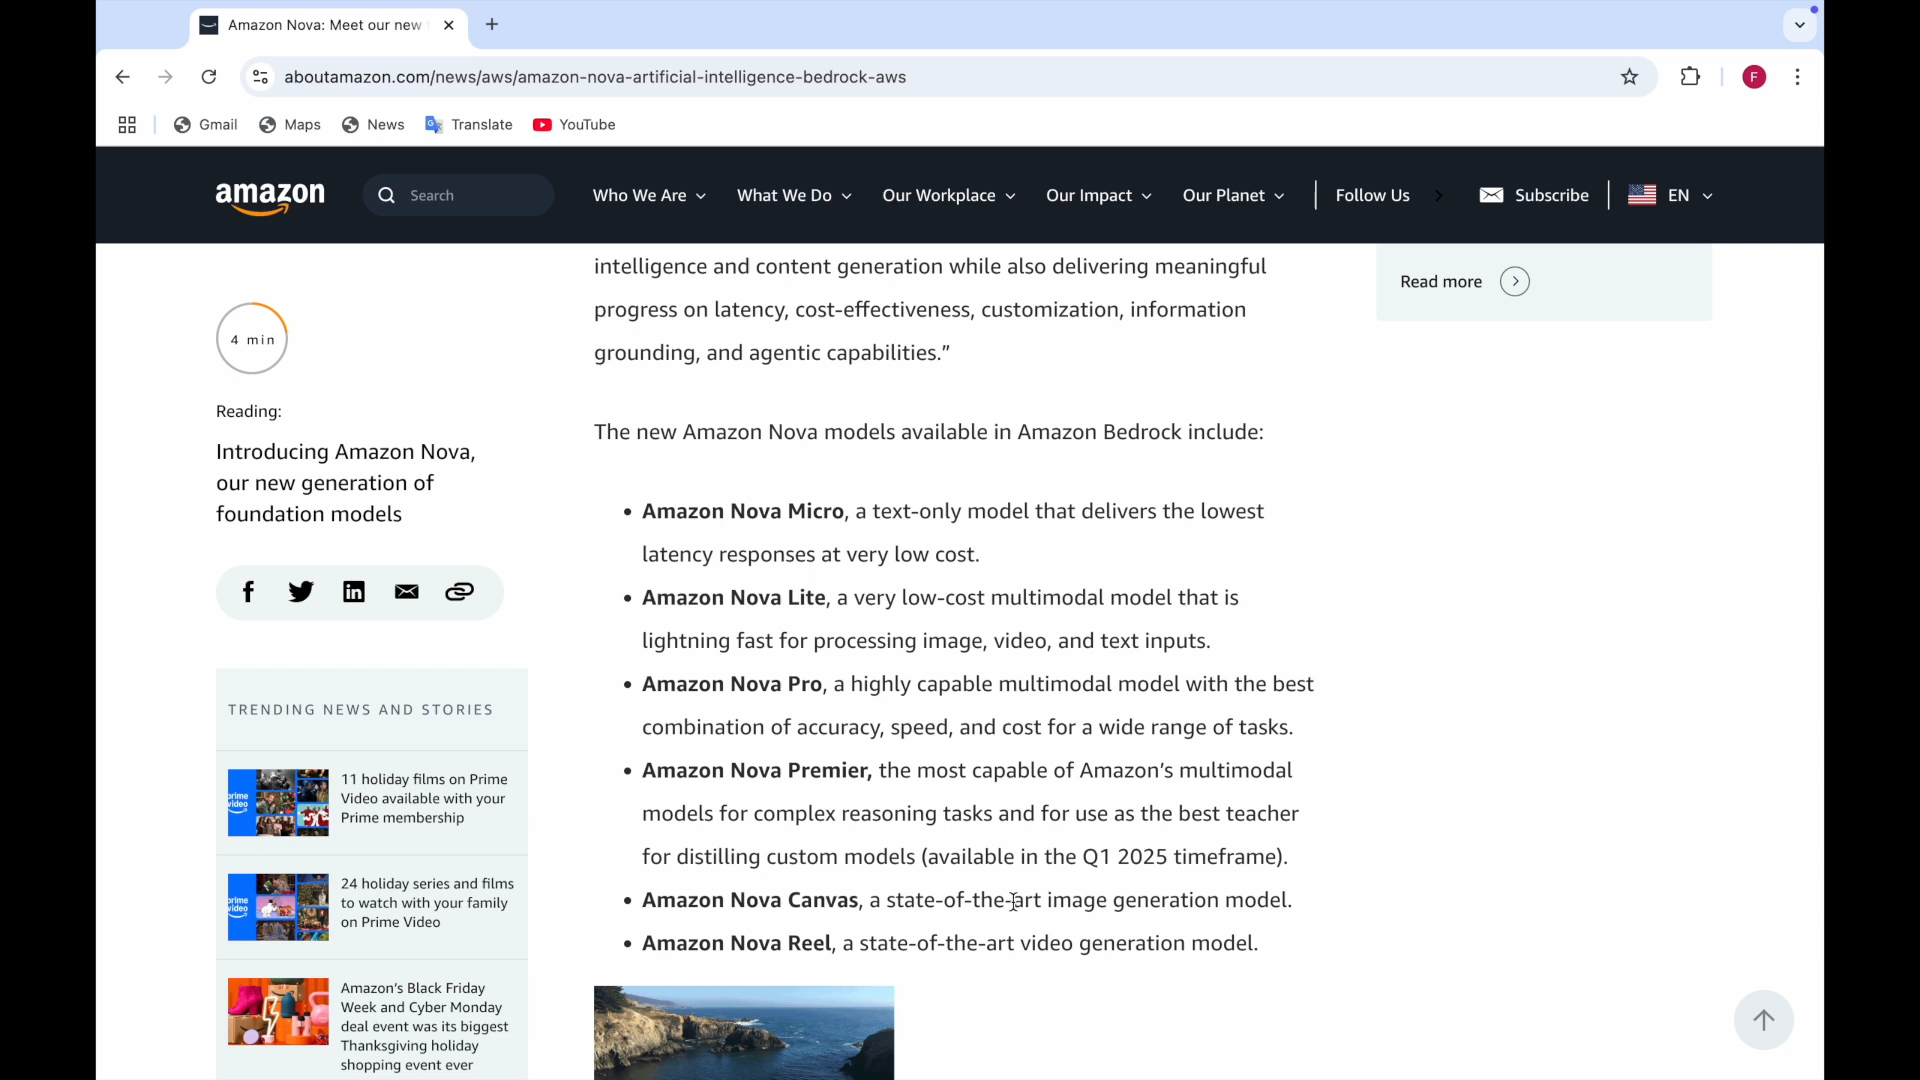 Amazon Nova: Meet our new
aboutamazon.com/news/aws/amazon-nova-artificial-intelligence-bedrock-aws
F
Gmail
Maps
News
Translate
YouTube
amazon
Search
Who We Are
What We Do
Our Workplace
Our Impact
Our Planet
Follow Us
Subscribe
EN
4 min
Reading:
Introducing Amazon Nova,
our new generation of
foundation models
TRENDING NEWS AND STORIES
prime
video
11 holiday films on Prime
Video available with your
Prime membership
prime
video
24 holiday series and films
to watch with your family
on Prime Video
Amazon's Black Friday
Week and Cyber Monday
deal event was its biggest
Thanksgiving holiday
shopping event ever
intelligence and content generation while also delivering meaningful
progress on latency, cost-effectiveness, customization, information
grounding, and agentic capabilities.”
The new Amazon Nova models available in Amazon Bedrock include:
• Amazon Nova Micro, a text-only model that delivers the lowest
latency responses at very low cost.
• Amazon Nova Lite, a very low-cost multimodal model that is
lightning fast for processing image, video, and text inputs.
• Amazon Nova Pro, a highly capable multimodal model with the best
combination of accuracy, speed, and cost for a wide range of tasks.
• Amazon Nova Premier, the most capable of Amazon’s multimodal
models for complex reasoning tasks and for use as the best teacher
for distilling custom models (available in the Q1 2025 timeframe).
• Amazon Nova Canvas, a state-of-the-art image generation model.
• Amazon Nova Reel, a state-of-the-art video generation model.
Read more